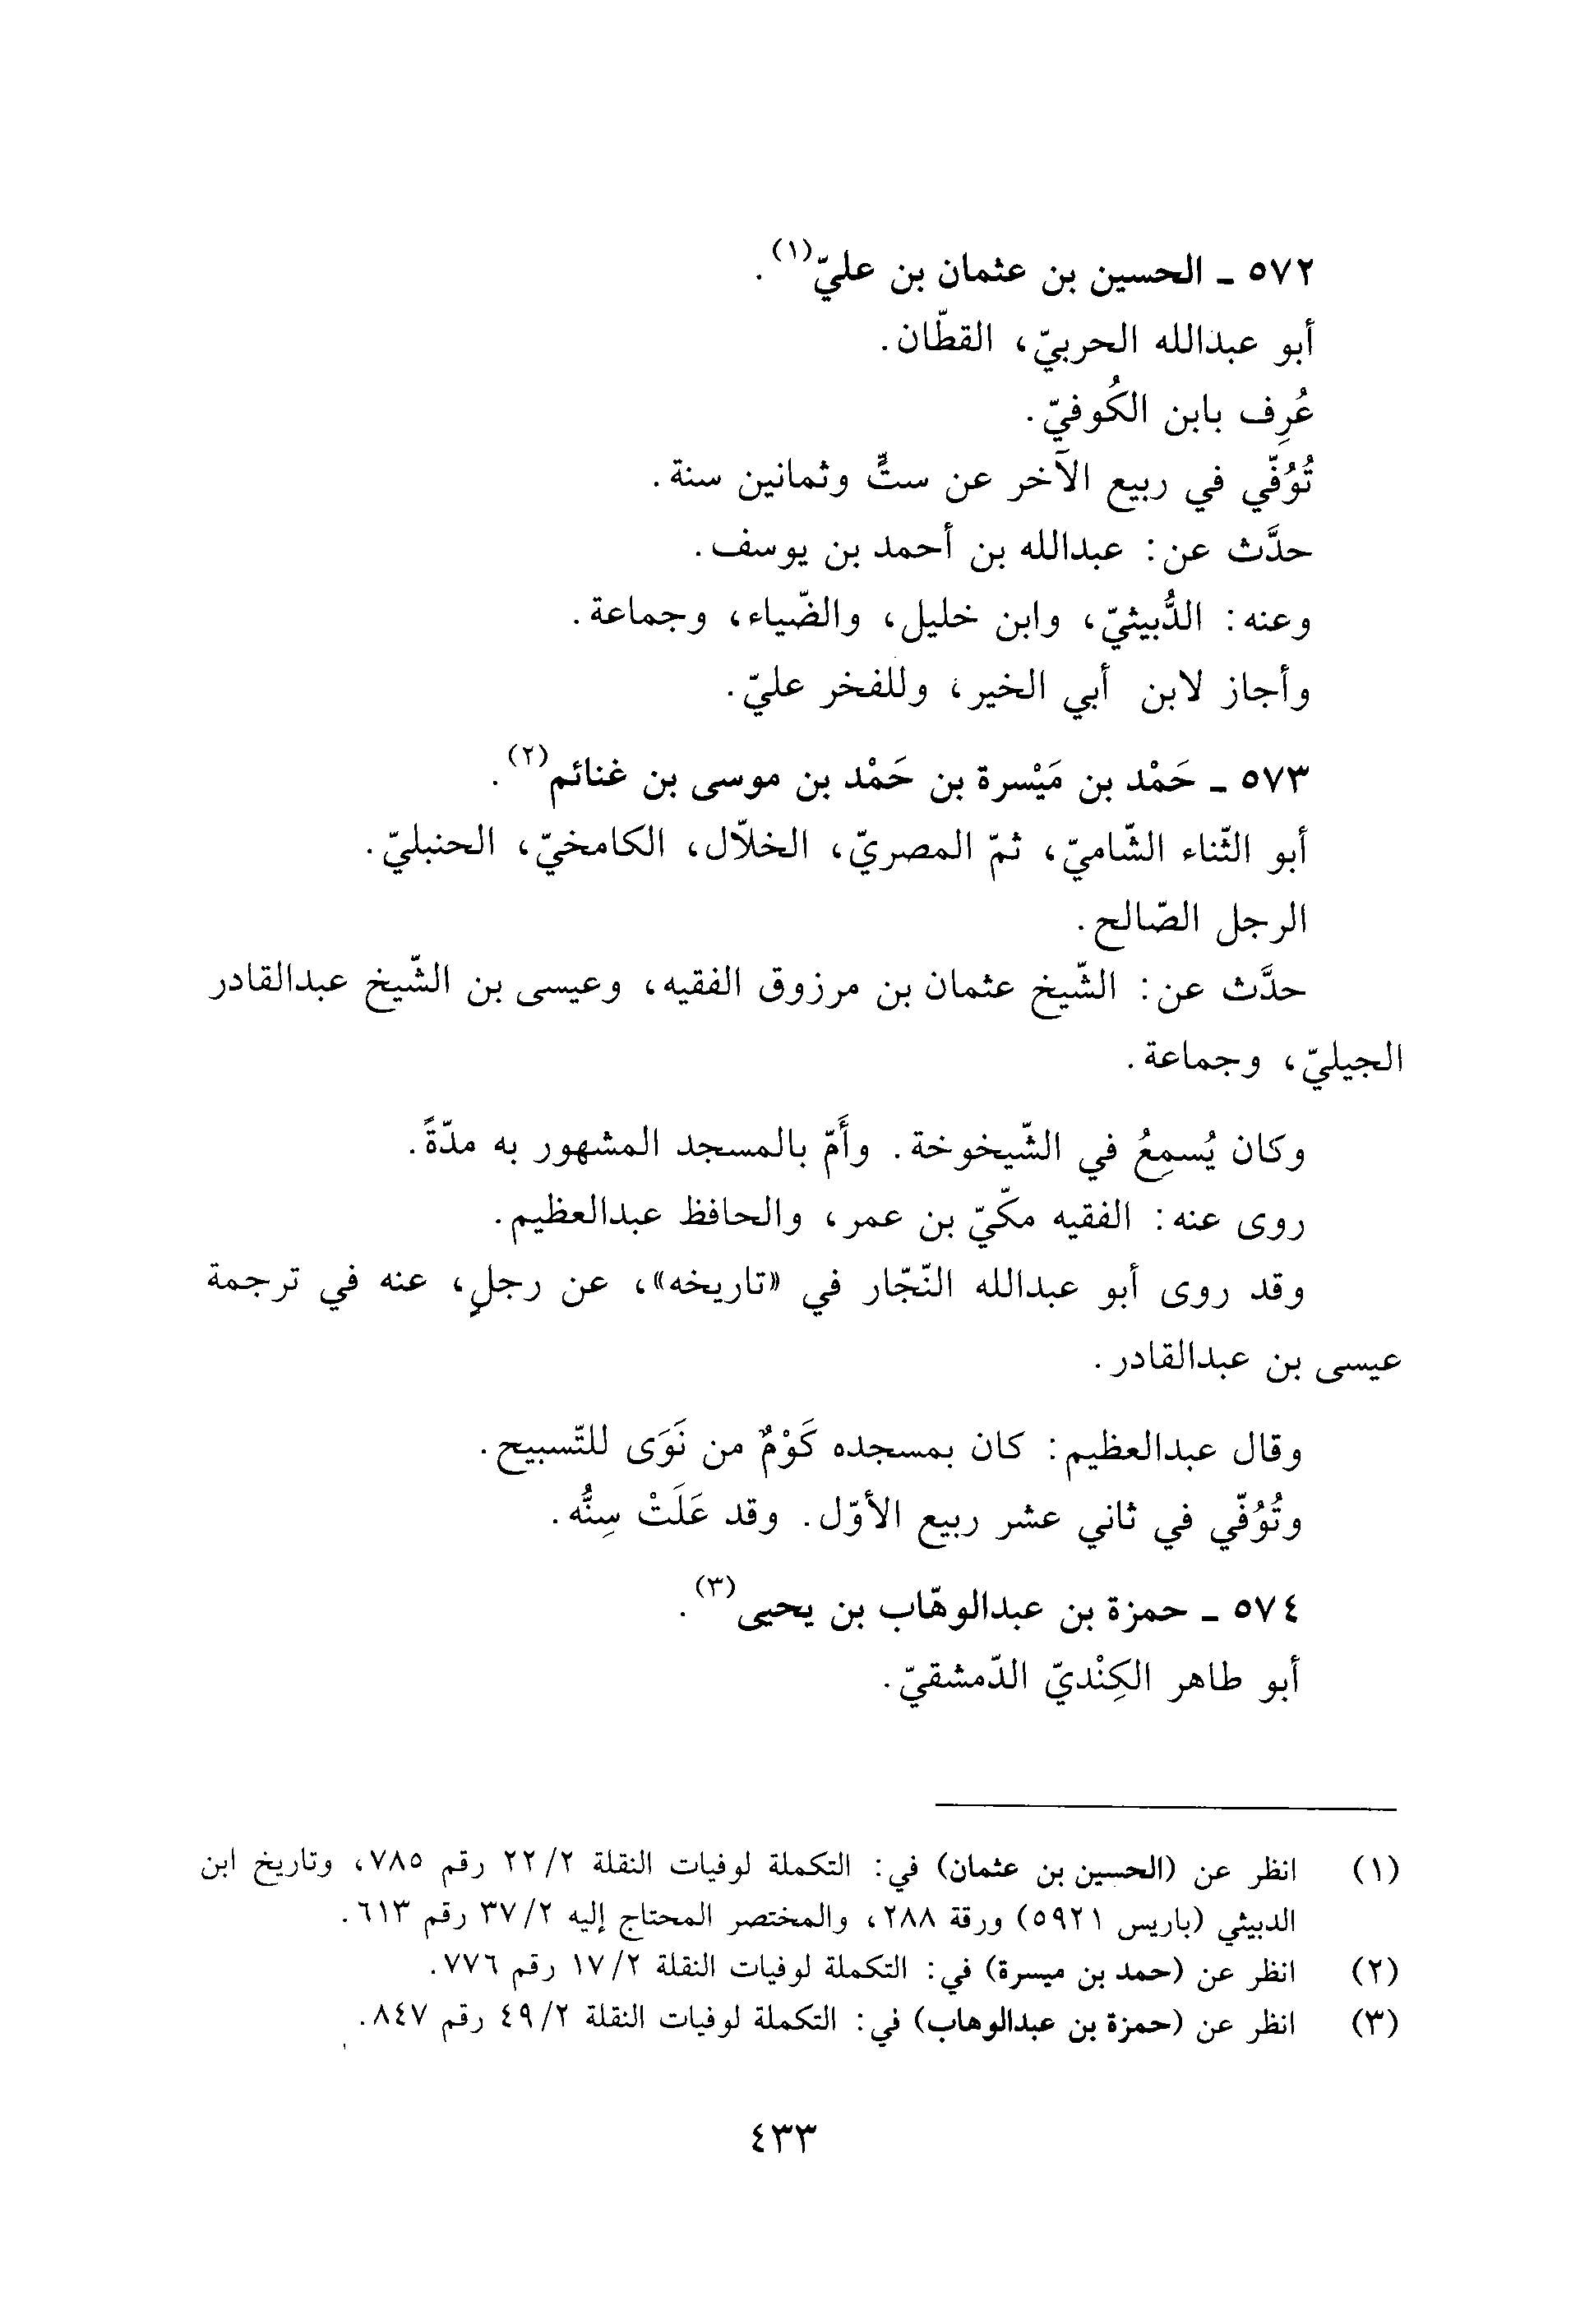 ٥٧٢ ـ الحسين بن عثمان بن عليّ(١).
أبو عبدالله الحربيّ، القطّان.
عُرِف بابن الكُوفيّ.
تُوُفّي في ربيع الآخر عن ستٍّ وثمانين سنة.
حدَّث عن: عبدالله بن أحمد بن يوسف.
وعنه: الدُّبيثيّ، وابن خليل، والضّياء، وجماعة.
وأجاز لابن أبي الخير، وللفخر عليّ.
٥٧٣ ـ حَمْد بن مَيْسرة بن حَمْد بن موسى بن غنائم(٢).
أبو الثّناء الشّاميّ، ثمّ المصريّ، الخلّال، الكامخيّ، الحنبليّ.
الرجل الصّالح.
حدَّث عن: الشّيخ عثمان بن مرزوق الفقيه، وعيسى بن الشّيخ عبدالقادر
الجيليّ، وجماعة.
وكان يُسمِعُ في الشّيخوخة. وأَمّ بالمسجد المشهور به مدّةً.
روى عنه: الفقيه مكّيّ بن عمر، والحافظ عبدالعظيم.
وقد روى أبو عبدالله النّجّار في «تاريخه»، عن رجلٍ، عنه في ترجمة
عيسى بن عبدالقادر.
وقال عبدالعظيم: كان بمسجده كَوْمٌ من نَوَى للتّسبيح.
وتُوُفّي في ثاني عشر ربيع الأوّل. وقد عَلَتْ سِنُّه.
٥٧٤ ـ حمزة بن عبدالوهّاب بن يحيى(٣).
أبو طاهر الكِنْديّ الدّمشقيّ.
(١) انظر عن (الحسين بن عثمان) في: التكملة لوفيات النقلة ٢٢/٢ رقم ٧٨٥، وتاريخ ابن
الدبيثي (باريس ٥٩٢١) ورقة ٢٨٨، والمختصر المحتاج إليه ٣٧/٢ رقم ٦١٣.
(٢) انظر عن (حمد بن ميسرة) في: التكملة لوفيات النقلة ١٧/٢ رقم ٧٧٦.
(٣) انظر عن (حمزة بن عبدالوهاب) في: التكملة لوفيات النقلة ٤٩/٢ رقم ٨٤٧.
٤٣٣